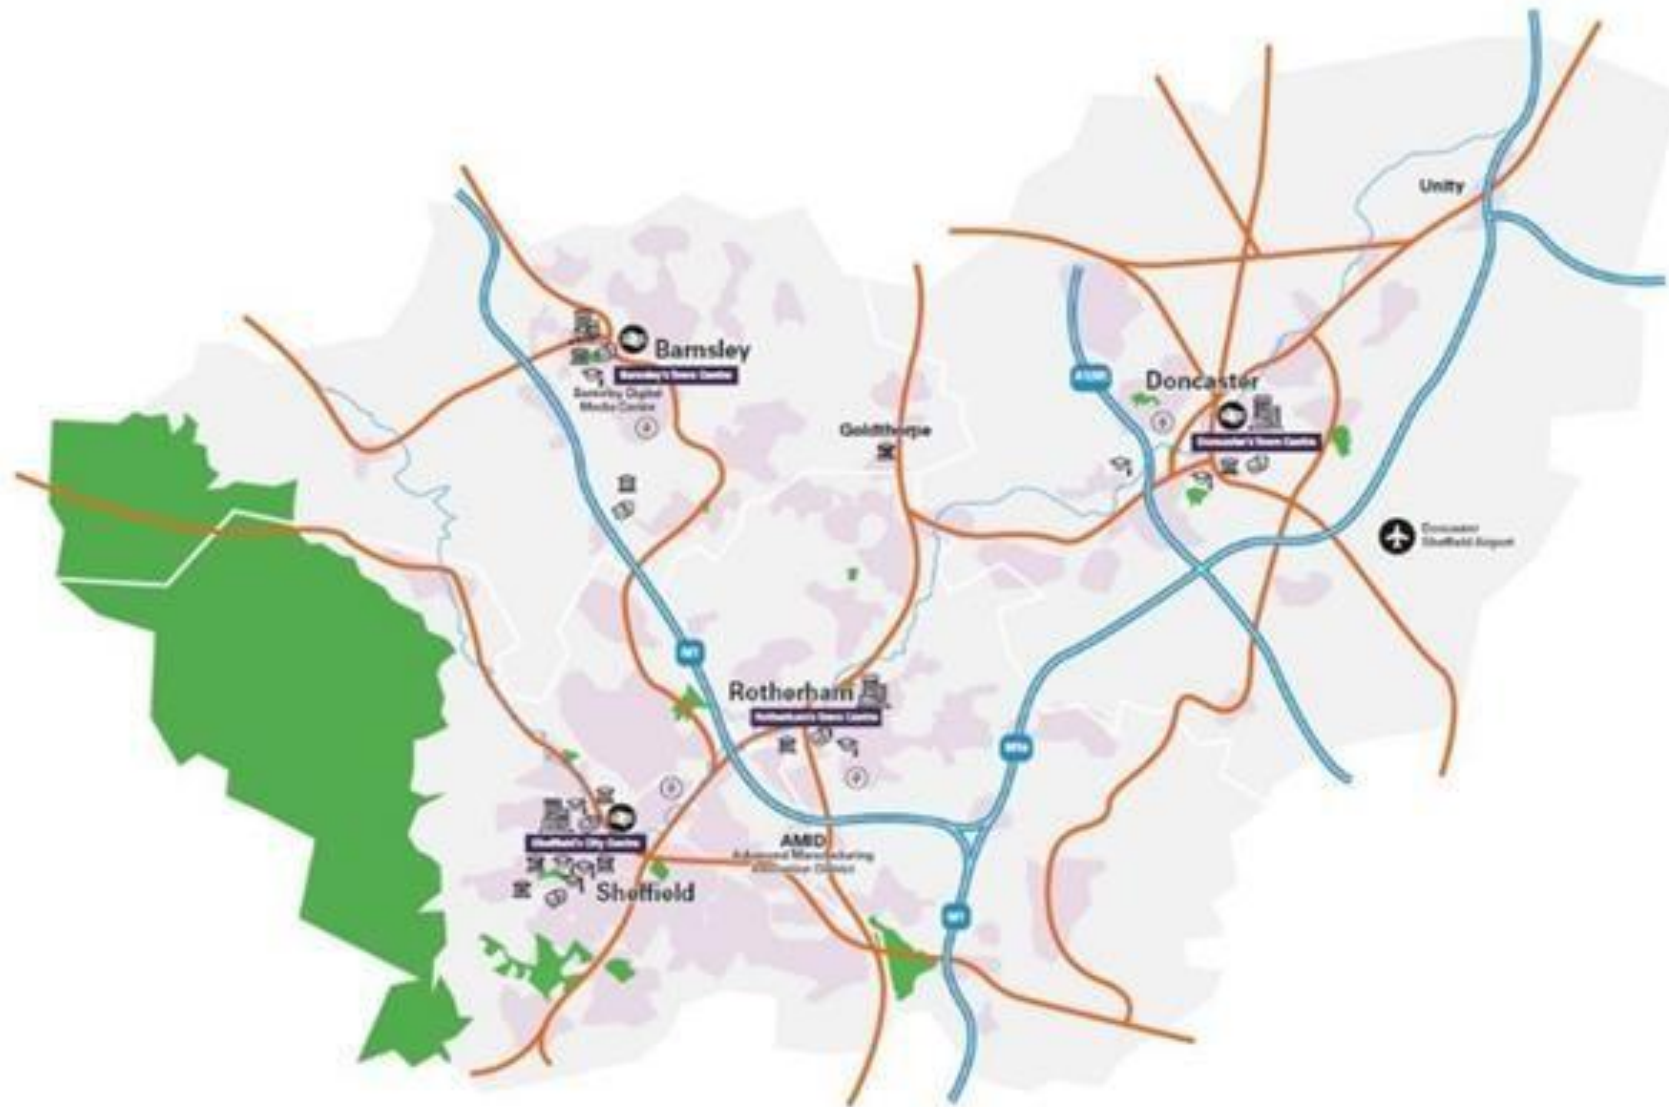 Unity
Barnsley
Barnsley's Town Centre
Barnsley Digital
Media Centre
Goldthorpe
A1(M)
Doncaster
Doncaster's Town Centre
Doncaster
Sheffield Airport
M1
Rotherham
Rotherham's Town Centre
M18
Sheffield's City Centre
AMID
Advanced Manufacturing
Innovation District
Sheffield
M1